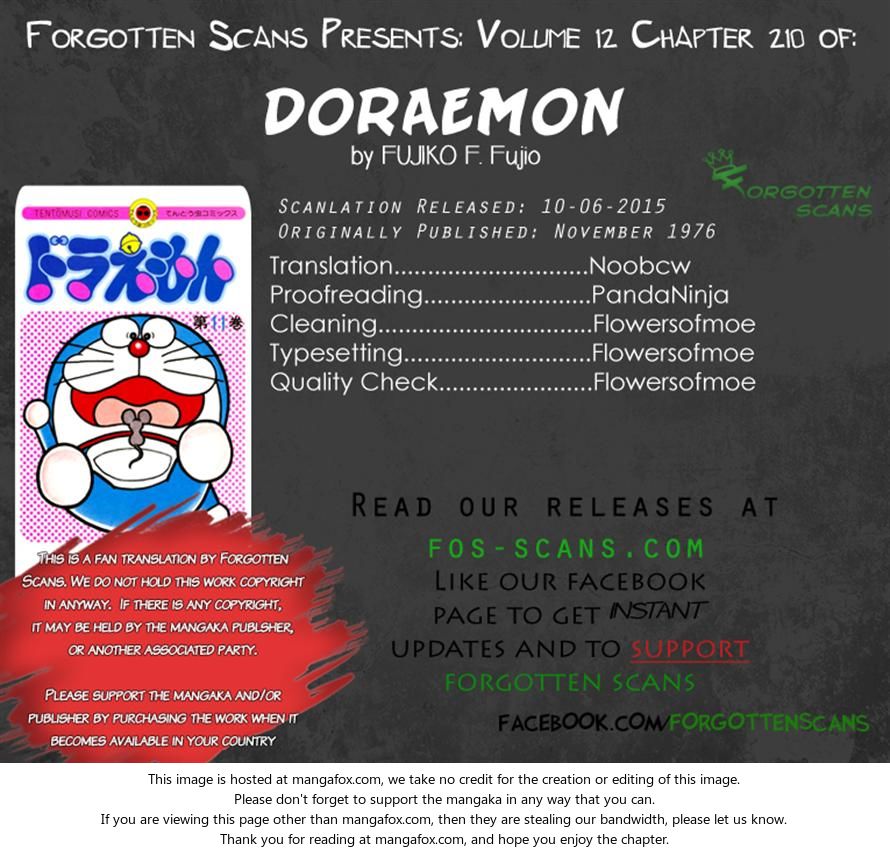 FORGOTTEN SCANS PRESENTS: VOLUME 12 CHAPTER 210 OF:
DORAEMON
by FUJIKO F. Fujio
FORGOTTEN
SCANS
SCANLATION RELEASED: 10-06-2015
ORIGINALLY PUBLISHED: NOVEMBER 1976
Translation.............................Noobcw
Proofreading.........................PandaNinja
Cleaning................................Flowersofmoe
Typesetting............................Flowersofmoe
Quality Check.......................Flowersofmoe
TENTOMUSI COMICS てんとう虫コミックス
ドラえもん
第11巻
READ OUR RELEASES AT
FOS-SCANS.COM
LIKE OUR FACEBOOK
PAGE TO GET INSTANT
UPDATES AND TO SUPPORT
FORGOTTEN SCANS
FACEBOOK.COM/FORGOTTENSCANS
THIS IS A FAN TRANSLATION BY FORGOTTEN
SCANS. WE DO NOT HOLD THIS WORK COPYRIGHT
IN ANYWAY. IF THERE IS ANY COPYRIGHT,
IT MAY BE HELD BY THE MANGAKA PUBLSHER,
OR ANOTHER ASSOCIATED PARTY.
PLEASE SUPPORT THE MANGAKA AND/OR
PUBLISHER BY PURCHASING THE WORK WHEN IT
BECOMES AVAILABLE IN YOUR COUNTRY
This image is hosted at mangafox.com, we take no credit for the creation or editing of this image.
Please don't forget to support the mangaka in any way that you can.
If you are viewing this page other than mangafox.com, then they are stealing our bandwidth, please let us know.
Thank you for reading at mangafox.com, and hope you enjoy the chapter.